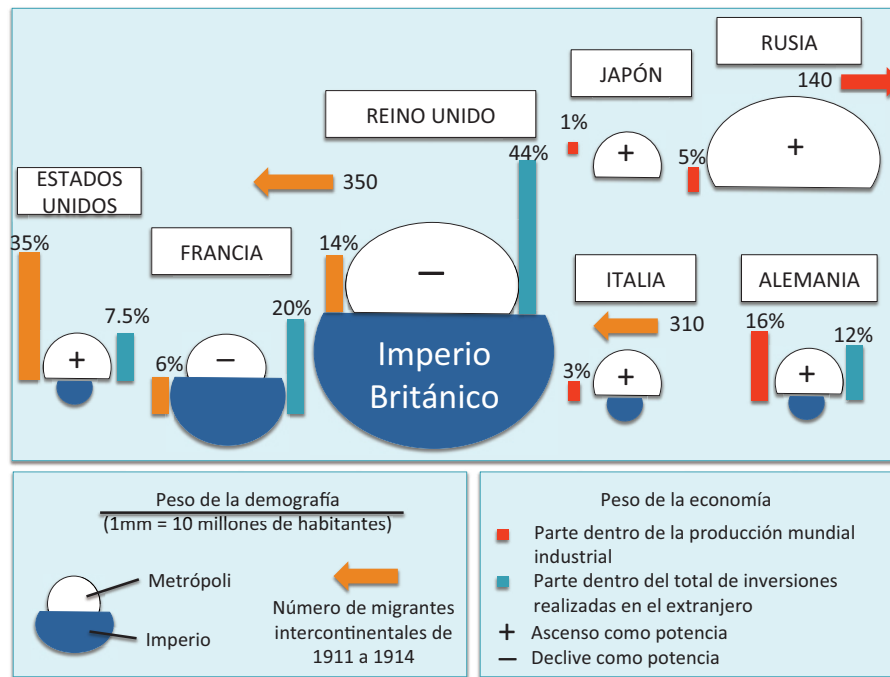 RUSIA
JAPÓN
140
REINO UNIDO
1%
+
+
44%
5%
350
ESTADOS
UNIDOS
35%
FRANCIA
14%
–
ITALIA
ALEMANIA
7.5%
20%
310
16%
12%
+
6%
–
Imperio
Británico
3%
+
+
Peso de la demografía
(1mm = 10 millones de habitantes)
Metrópoli
Imperio
Número de migrantes
intercontinentales de
1911 a 1914
Peso de la economía
Parte dentro de la producción mundial
industrial
Parte dentro del total de inversiones
realizadas en el extranjero
+ Ascenso como potencia
– Declive como potencia